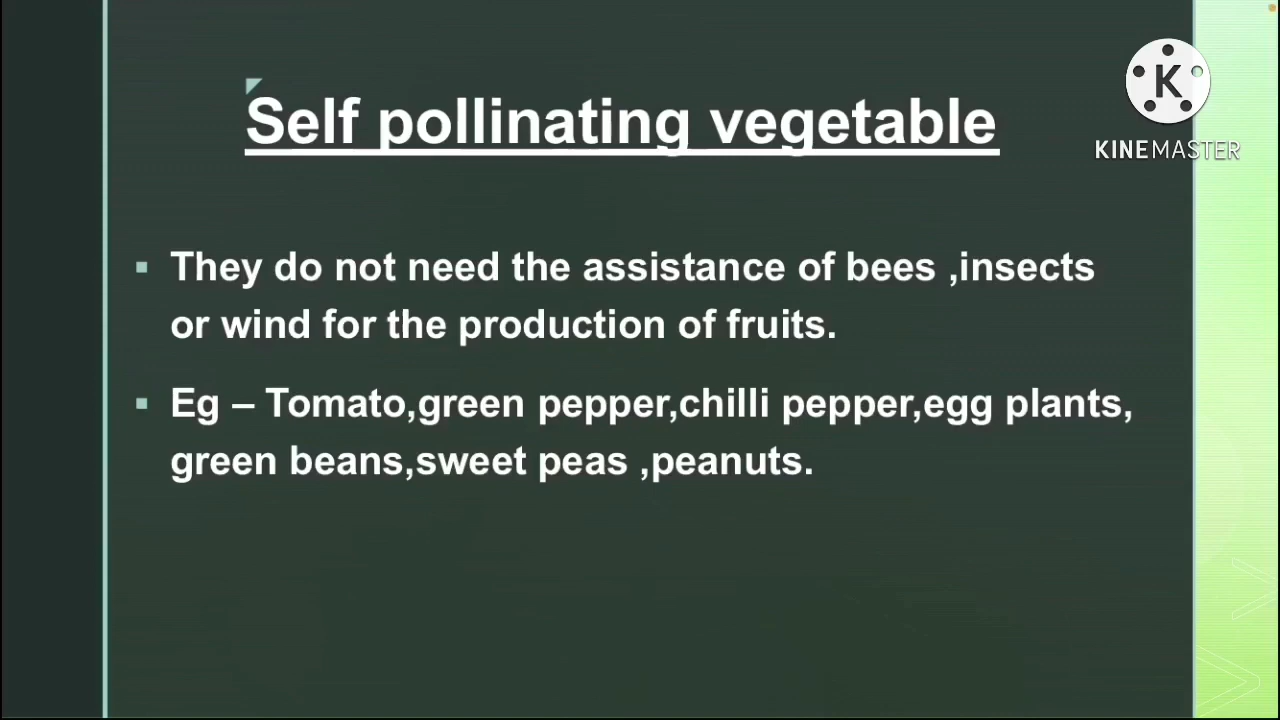 Self pollinating vegetable
K
KINEMASTER
They do not need the assistance of bees ,insects
or wind for the production of fruits.
Eg – Tomato,green pepper,chilli pepper,egg plants,
green beans,sweet peas ,peanuts.